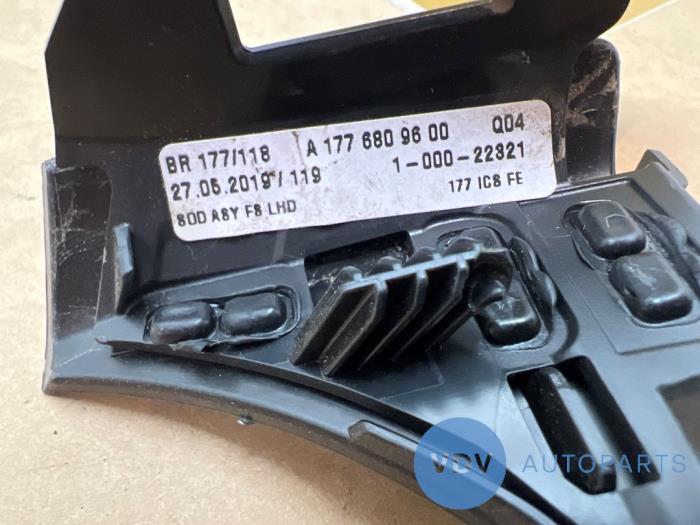 BR 177/118 A 177 680 96 00 Q04
27.06.2019 / 119 1-000-22321
SOD ASY FS LHD 177 IC8 FE
VDV AUTOPARTS